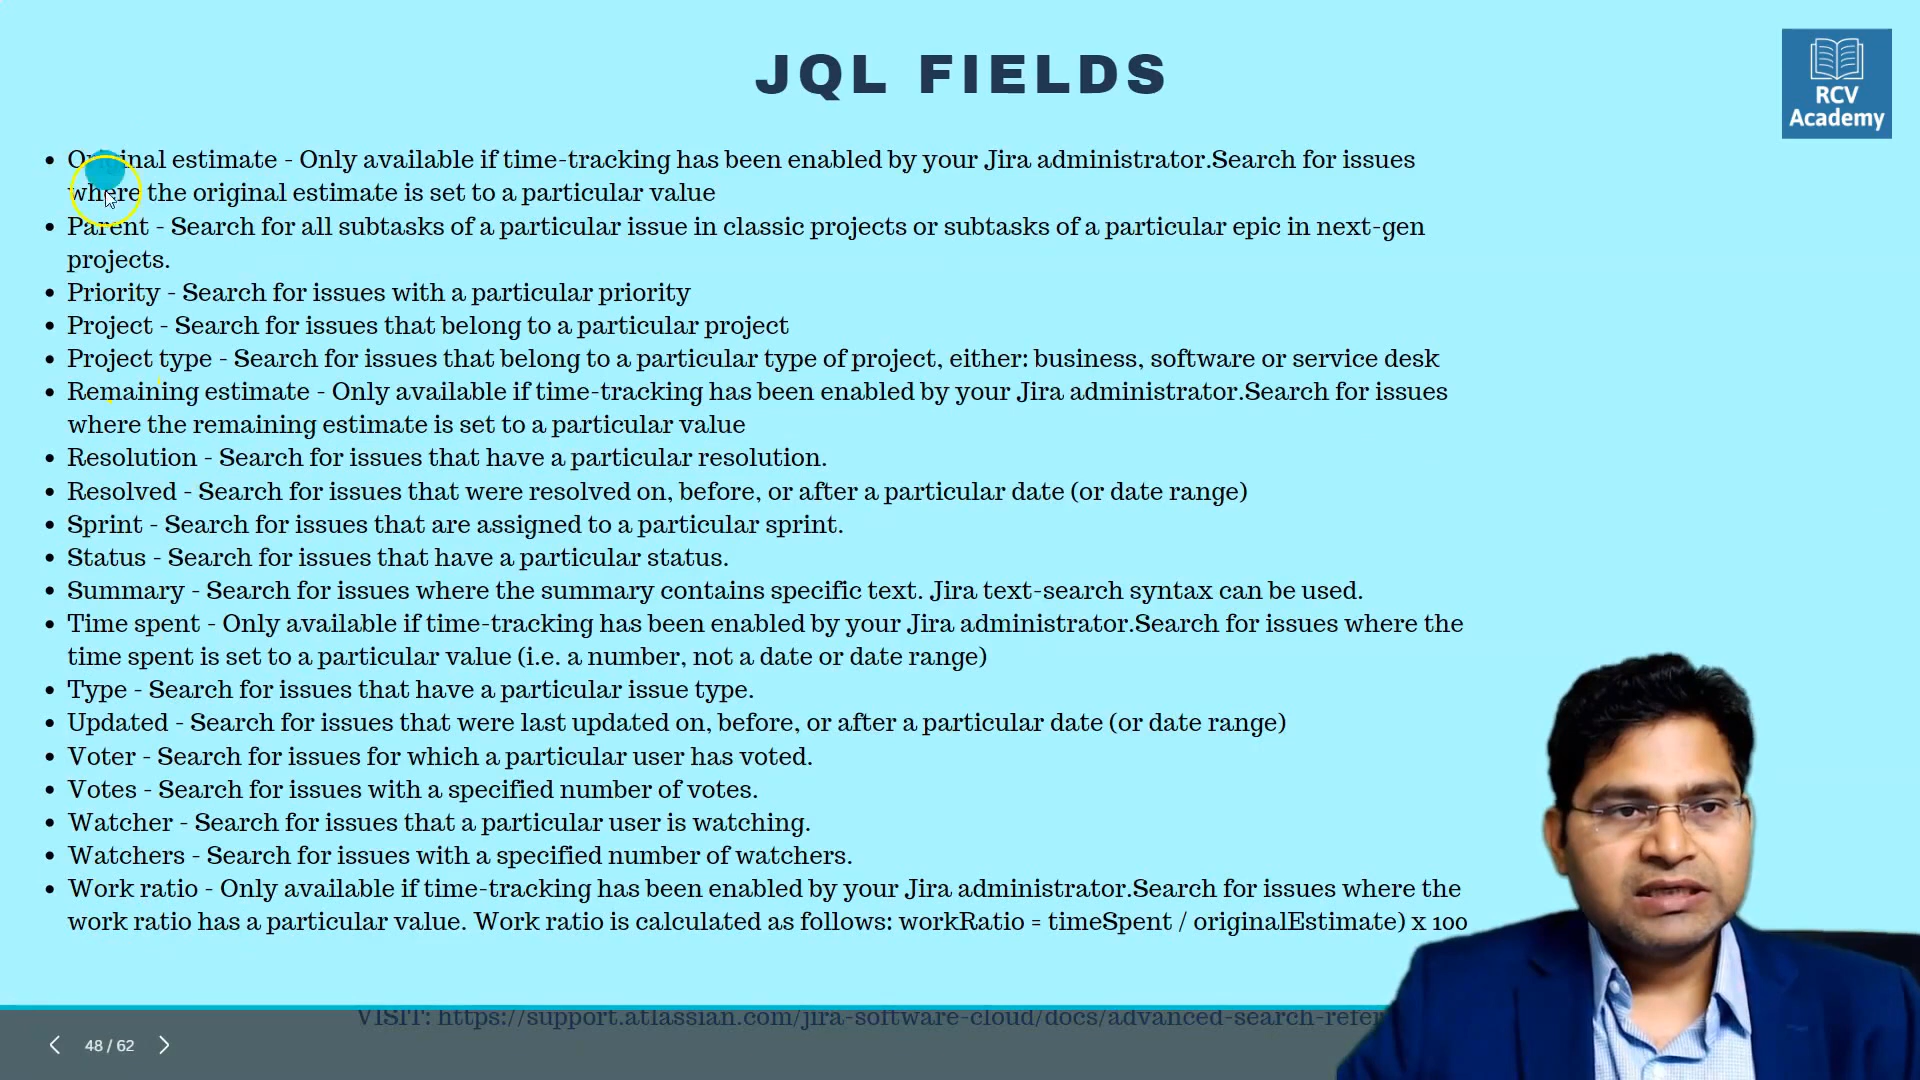 JQL FIELDS
RCV
Academy
• Original estimate - Only available if time-tracking has been enabled by your Jira administrator.Search for issues
where the original estimate is set to a particular value
• Parent - Search for all subtasks of a particular issue in classic projects or subtasks of a particular epic in next-gen
projects.
• Priority - Search for issues with a particular priority
• Project - Search for issues that belong to a particular project
• Project type - Search for issues that belong to a particular type of project, either: business, software or service desk
• Remaining estimate - Only available if time-tracking has been enabled by your Jira administrator.Search for issues
where the remaining estimate is set to a particular value
• Resolution - Search for issues that have a particular resolution.
• Resolved - Search for issues that were resolved on, before, or after a particular date (or date range)
• Sprint - Search for issues that are assigned to a particular sprint.
• Status - Search for issues that have a particular status.
• Summary - Search for issues where the summary contains specific text. Jira text-search syntax can be used.
• Time spent - Only available if time-tracking has been enabled by your Jira administrator.Search for issues where the
time spent is set to a particular value (i.e. a number, not a date or date range)
• Type - Search for issues that have a particular issue type.
• Updated - Search for issues that were last updated on, before, or after a particular date (or date range)
• Voter - Search for issues for which a particular user has voted.
• Votes - Search for issues with a specified number of votes.
• Watcher - Search for issues that a particular user is watching.
• Watchers - Search for issues with a specified number of watchers.
• Work ratio - Only available if time-tracking has been enabled by your Jira administrator.Search for issues where the
work ratio has a particular value. Work ratio is calculated as follows: workRatio = timeSpent / originalEstimate) x 100
VISIT: https://support.atlassian.com/jira-software-cloud/docs/advanced-search-refer
48 / 62